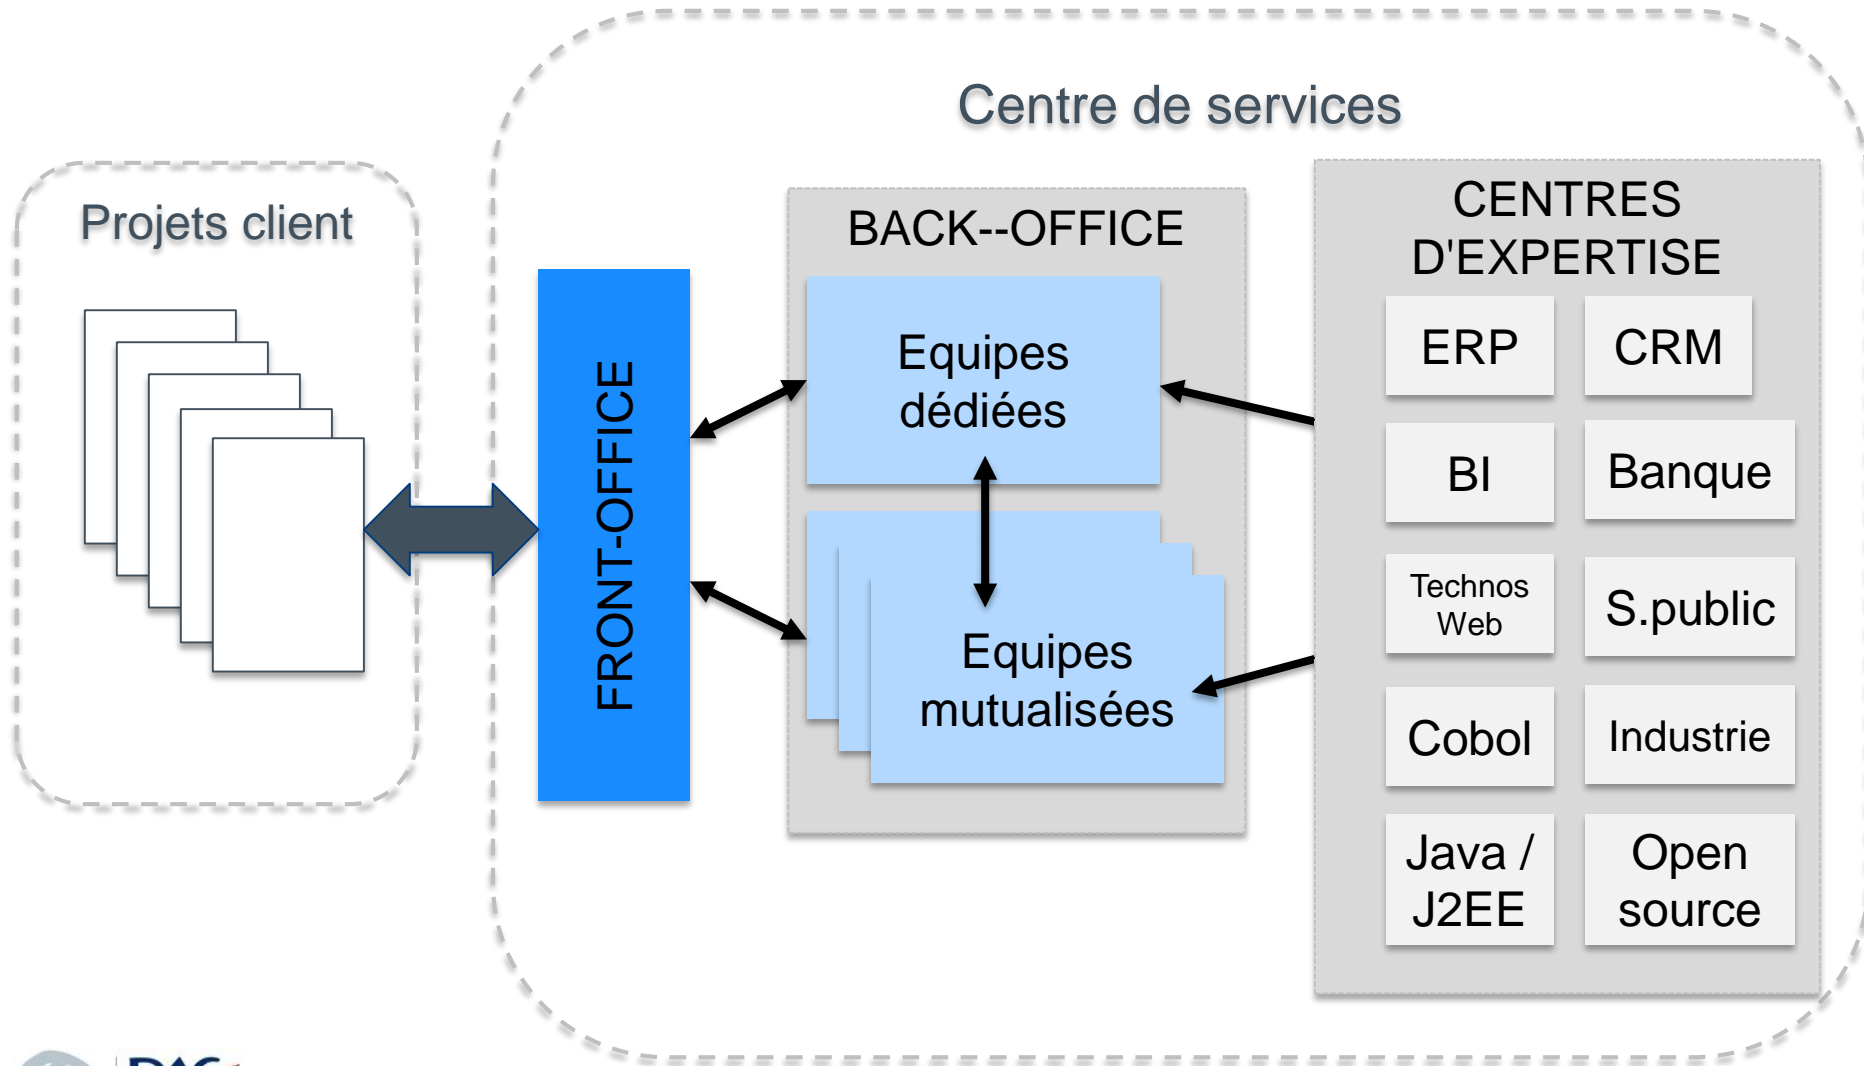 Centre de services
Projets client
FRONT-OFFICE
BACK--OFFICE
Equipes
dédiées
Equipes
mutualisées
CENTRES
D'EXPERTISE
ERP
CRM
BI
Banque
Technos
Web
S.public
Cobol
Industrie
Java /
J2EE
Open
source